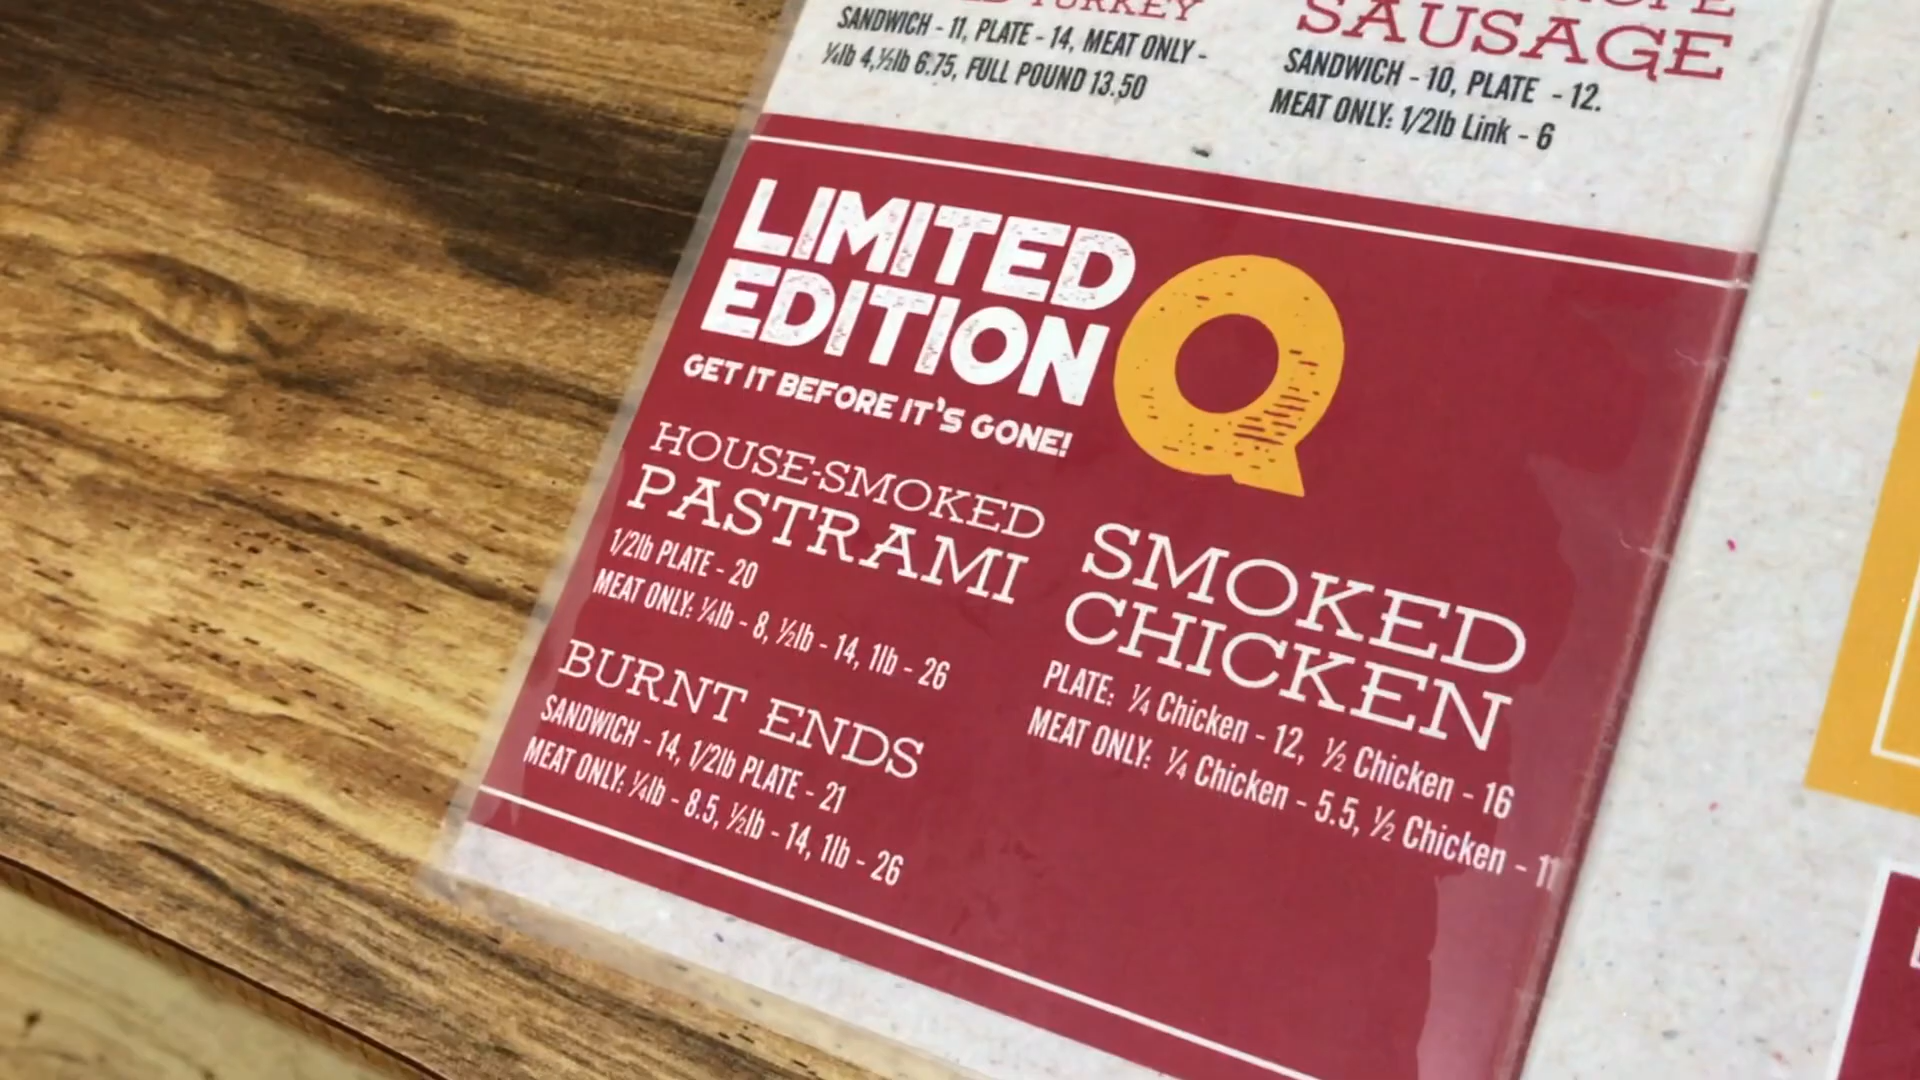 TURKEY
SANDWICH - 11, PLATE - 14, MEAT ONLY -
¼lb 4,½lb 6.75, FULL POUND 13.50
SAUSAGE
SANDWICH - 10, PLATE - 12.
MEAT ONLY: 1/2lb Link - 6
LIMITED
EDITION
Q
GET IT BEFORE IT'S GONE!
HOUSE-SMOKED
PASTRAMI
1/2lb PLATE - 20
MEAT ONLY: ¼lb - 8, ½lb - 14, 1lb - 26
BURNT ENDS
SANDWICH - 14, 1/2lb PLATE - 21
MEAT ONLY: ¼lb - 8.5, ½lb - 14, 1lb - 26
SMOKED
CHICKEN
PLATE: ¼ Chicken - 12, ½ Chicken - 16
MEAT ONLY: ¼ Chicken - 5.5, ½ Chicken - 11